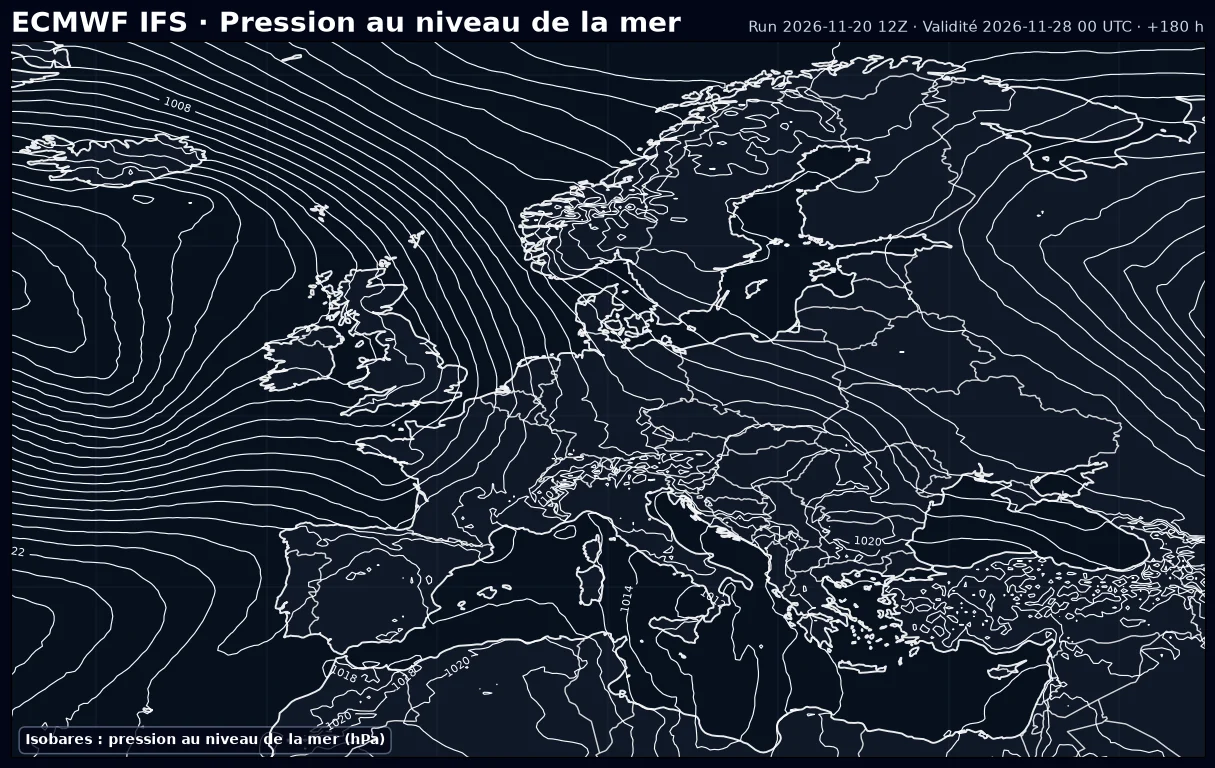 ECMWF IFS · Pression au niveau de la mer
Run 2026-11-20 12Z · Validité 2026-11-28 00 UTC · +180 h
1008
1020
22
1014
1018
1018
1020
1020
Isobares : pression au niveau de la mer (hPa)